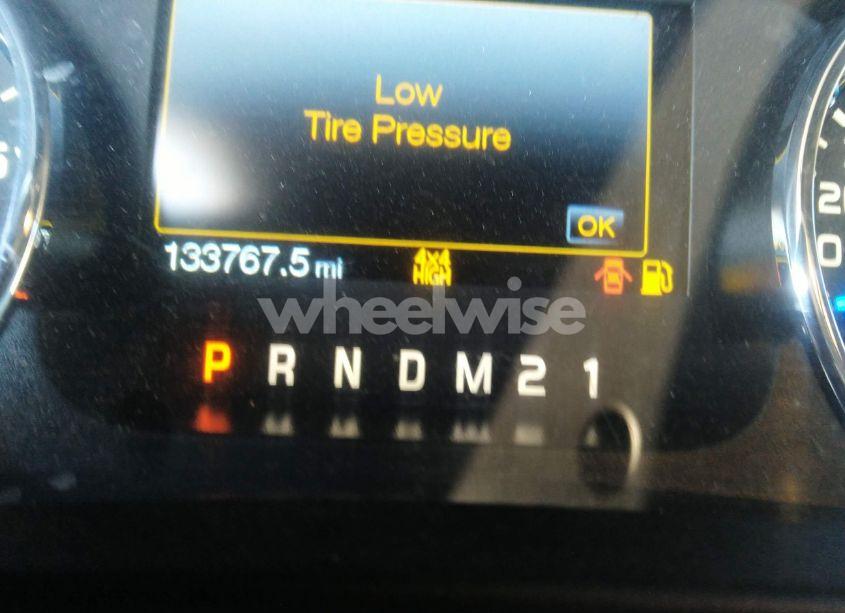 Low
Tire Pressure
OK
133767.5 mi
4x4
HIGH
wheelwise
P R N D M 2 1